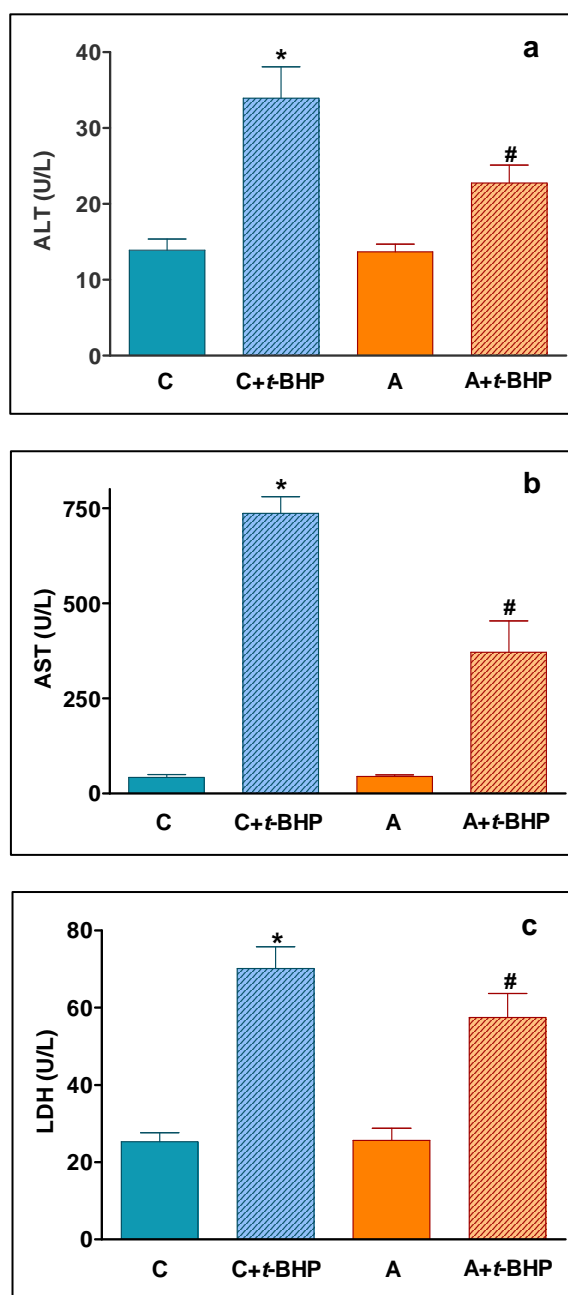 a
40
*
30
#
20
10
0
ALT (U/L)
C C+t-BHP A A+t-BHP
b
750
*
500
#
250
0
AST (U/L)
C C+t-BHP A A+t-BHP
c
80
*
60
#
40
20
0
LDH (U/L)
C C+t-BHP A A+t-BHP